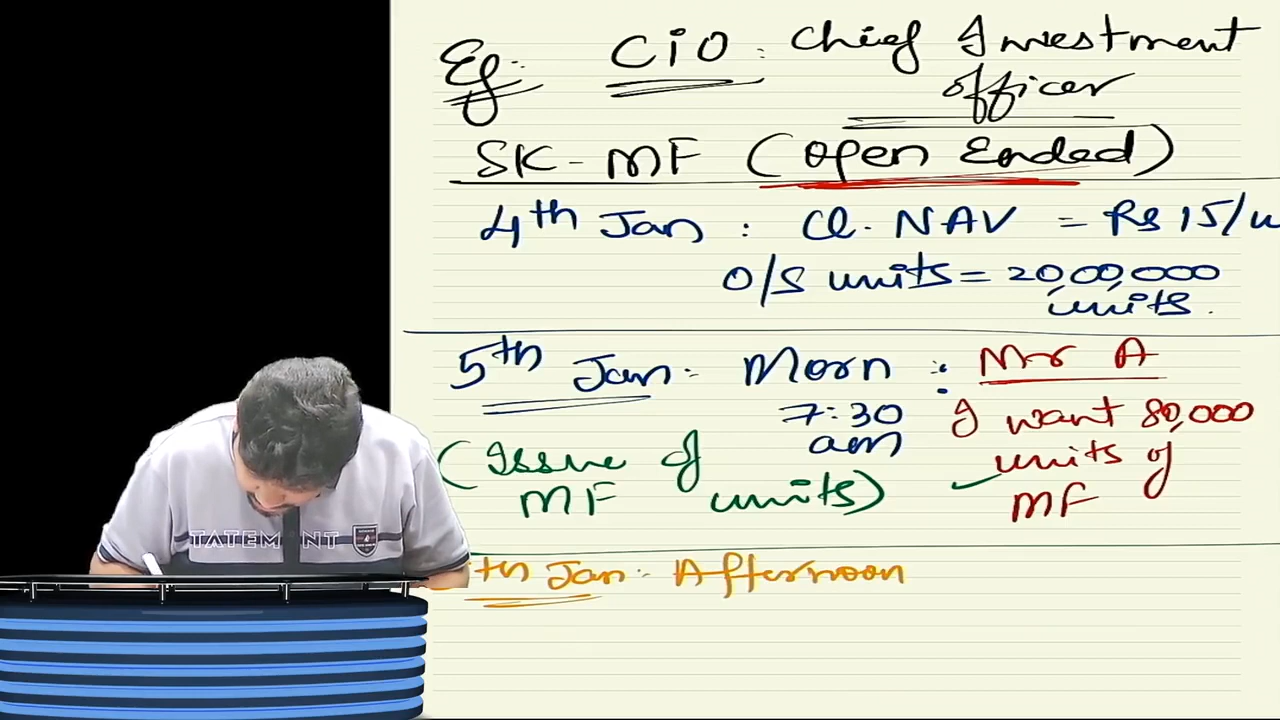 Eg:- CiO : Chief Investment
officer
SK-MF (open Ended)
4th Jan : Cl. NAV = Rs 15/u
O/S units = 20,00,000
units.
5th Jan:- Morn : Mr A
7:30 am
I want 80,000
units of
MF
(Issue of
MF units)
th Jan:- Afternoon
TATEMENT